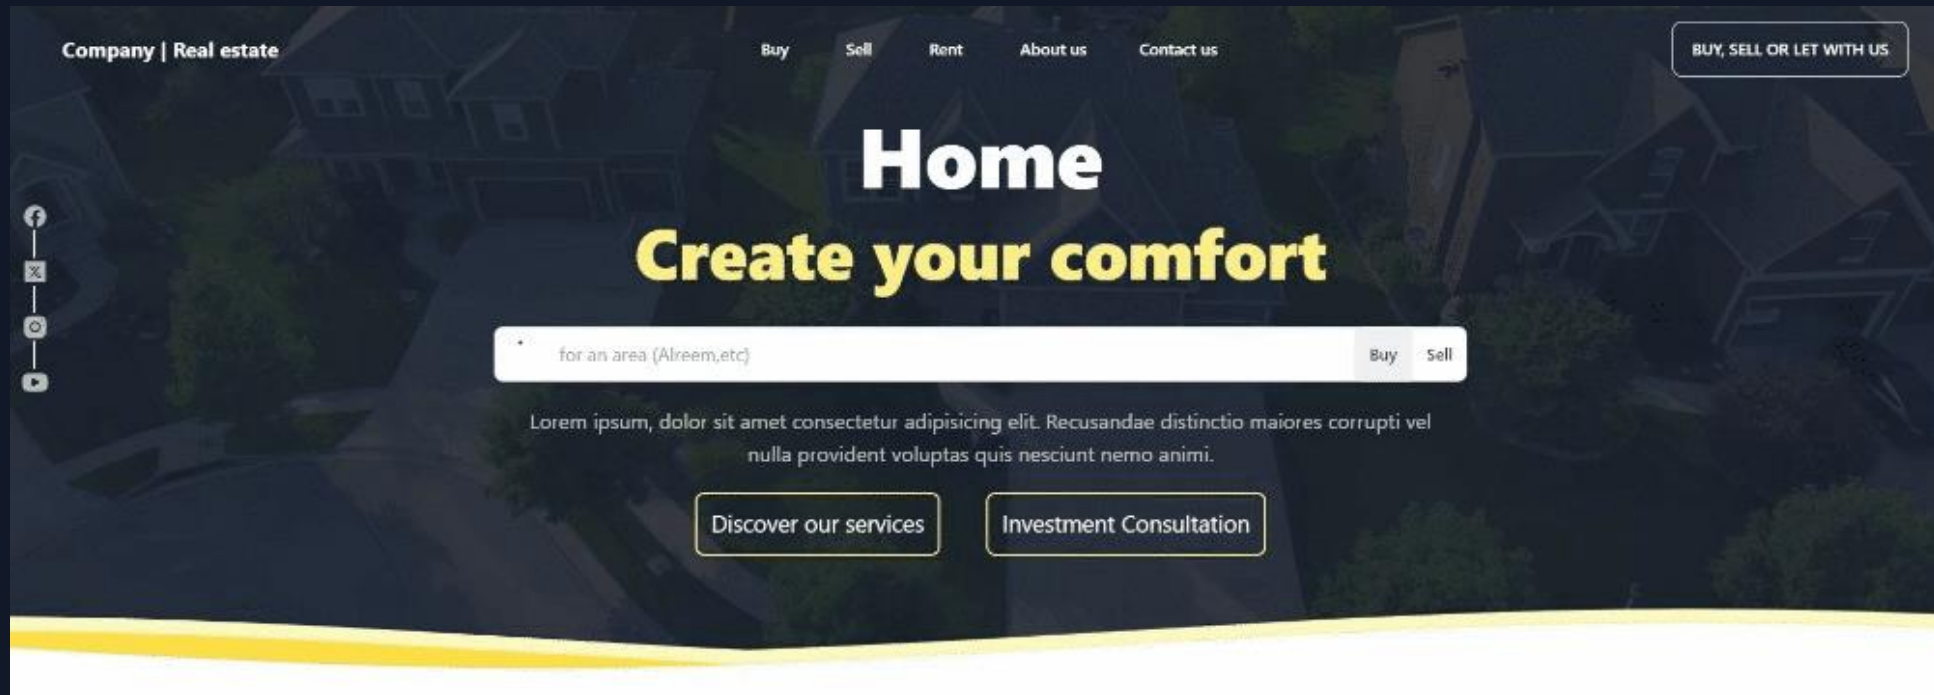 Company | Real estate
Buy
Sell
Rent
About us
Contact us
BUY, SELL OR LET WITH US
Home
Create your comfort
for an area (Alreem,etc)
Buy
Sell
Lorem ipsum, dolor sit amet consectetur adipisicing elit. Recusandae distinctio maiores corrupti vel
nulla provident voluptas quis nesciunt nemo animi.
Discover our services
Investment Consultation